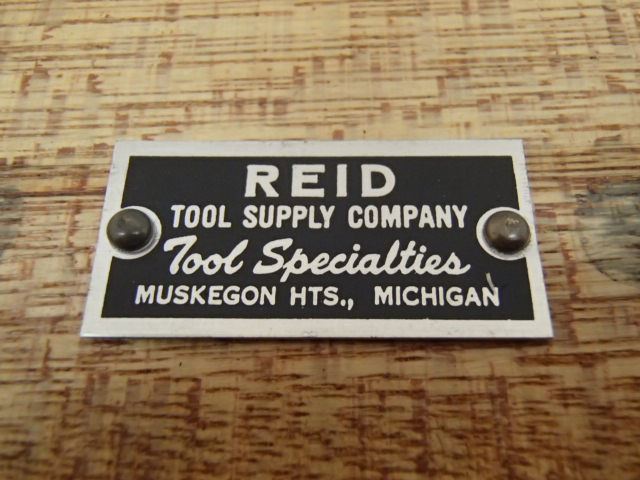 REID
TOOL SUPPLY COMPANY
Tool Specialties
MUSKEGON HTS., MICHIGAN